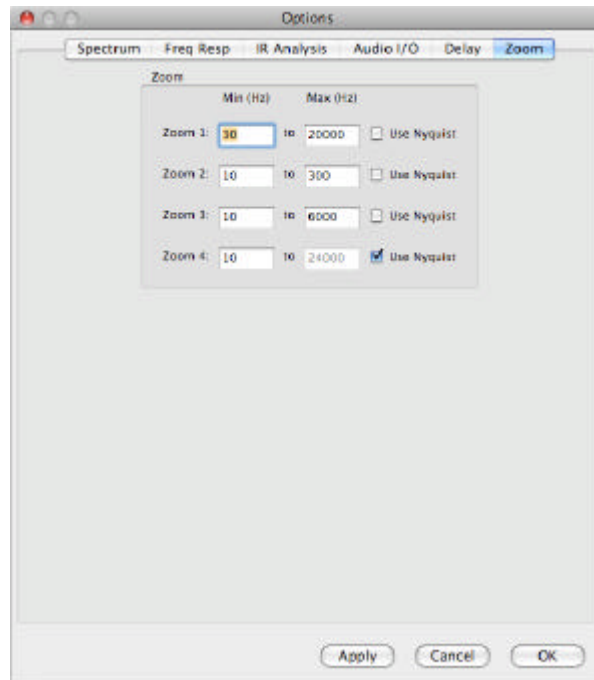 Options
Spectrum Freq Resp IR Analysis Audio I/O Delay Zoom
Zoom
Min (Hz) Max (Hz)
Zoom 1: 30 to 20000 Use Nyquist
Zoom 2: 10 to 300 Use Nyquist
Zoom 3: 10 to 6000 Use Nyquist
Zoom 4: 10 to 24000 Use Nyquist
Apply Cancel OK